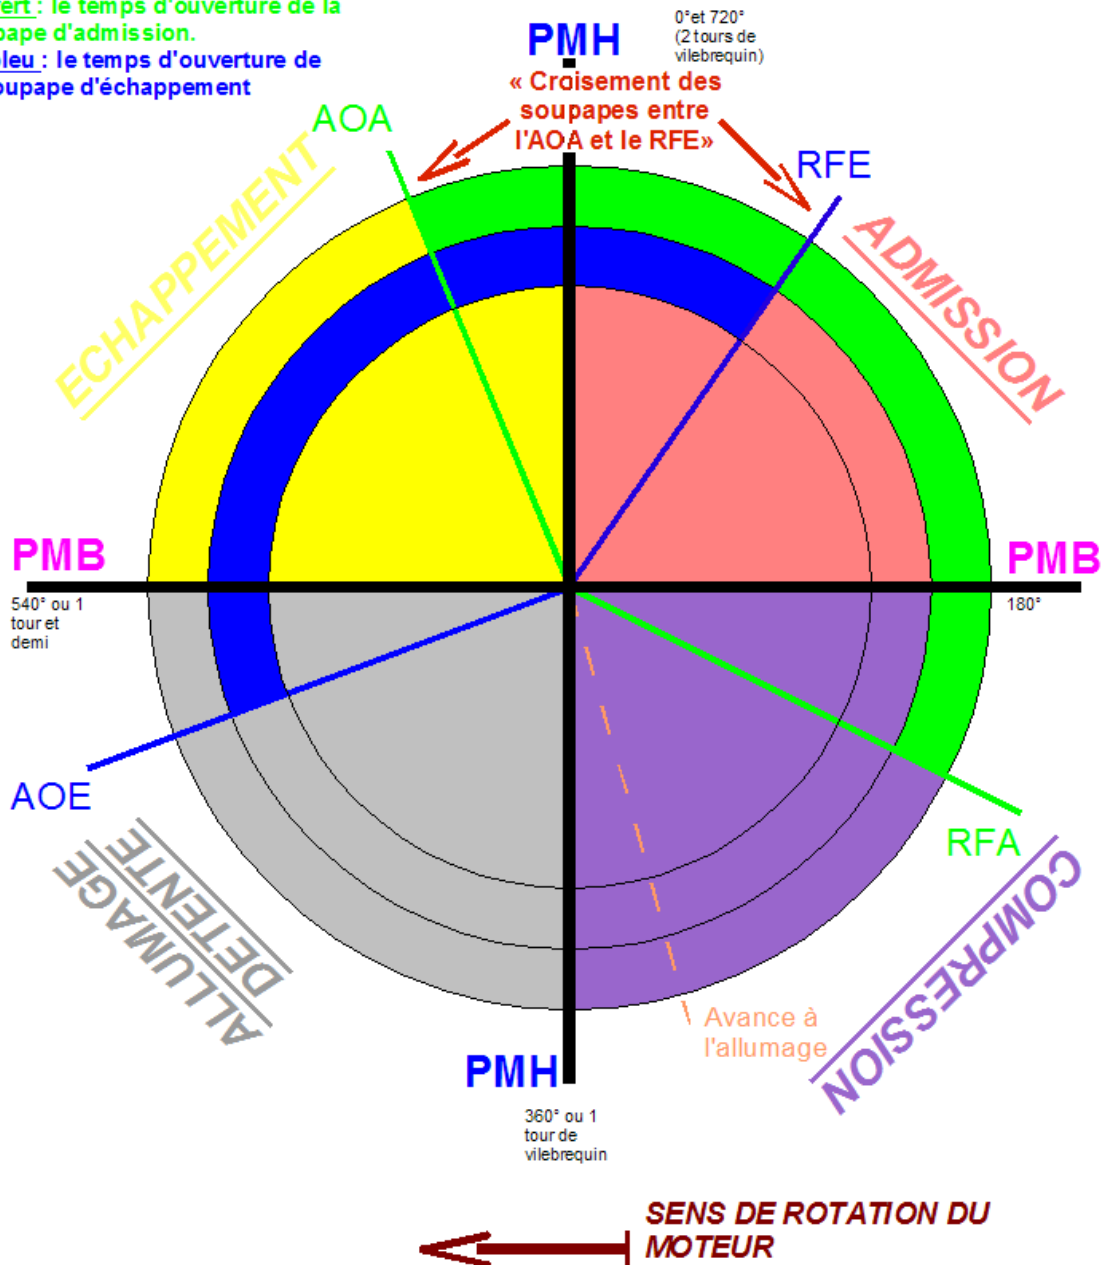 ert : le temps d'ouverture de la
pape d'admission.
leu : le temps d'ouverture de
oupape d'échappement
PMH
0°et 720°
(2 tours de
vilebrequin)
« Croisement des
soupapes entre
l'AOA et le RFE»
AOA
RFE
ECHAPPEMENT
ADMISSION
PMB
540° ou 1
tour et
demi
PMB
180°
AOE
RFA
ALLUMAGE
DETENTE
COMPRESSION
Avance à
l'allumage
PMH
360° ou 1
tour de
vilebrequin
SENS DE ROTATION DU
MOTEUR